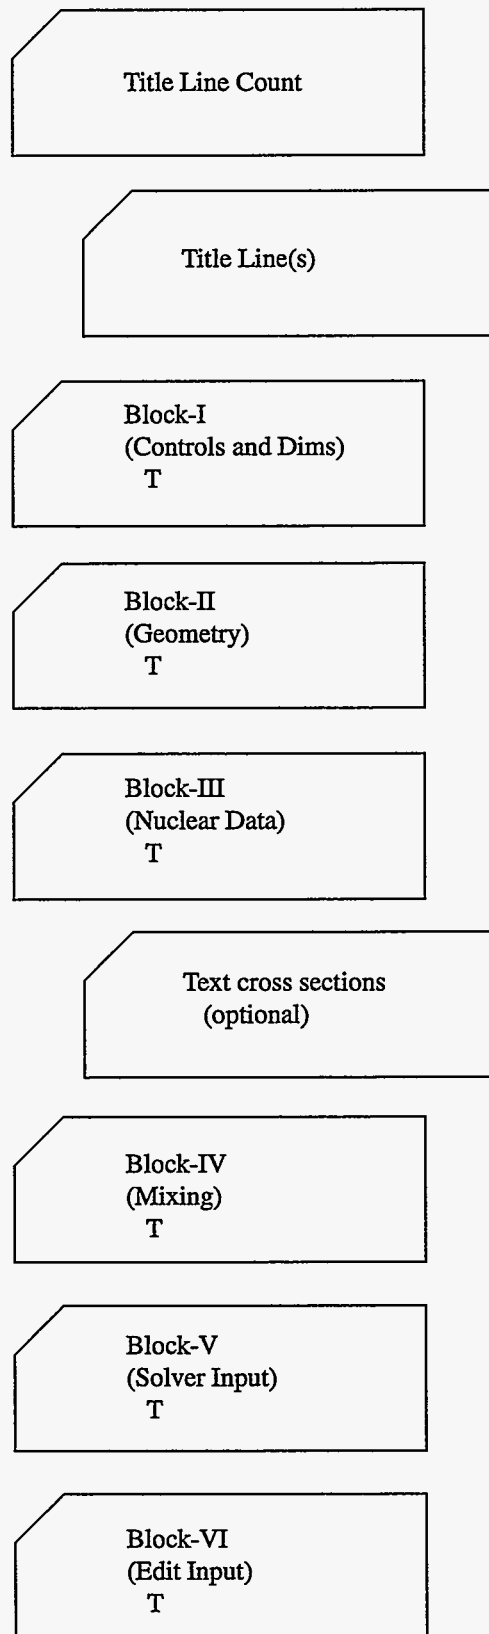 Title Line Count
Title Line(s)
Block-I
(Controls and Dims)
T
Block-II
(Geometry)
T
Block-III
(Nuclear Data)
T
Text cross sections
(optional)
Block-IV
(Mixing)
T
Block-V
(Solver Input)
T
Block-VI
(Edit Input)
T